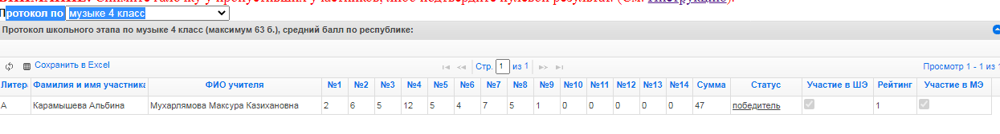 ВНИМАНИЕ! Снимите галочку у пропустивших участников, либо подтвердите нулевой результат. (См. Инструкцию).
Протокол по музыке 4 класс
Протокол школьного этапа по музыке 4 класс (максимум 63 б.), средний балл по республике:
Сохранить в Excel Стр. 1 из 1 Просмотр 1 - 1 из 1
Литер Фамилия и имя участника ФИО учителя №1 №2 №3 №4 №5 №6 №7 №8 №9 №10 №11 №12 №13 №14 Сумма Статус Участие в ШЭ Рейтинг Участие в МЭ
А Карамышева Альбина Мухарлямова Максура Казихановна 2 6 5 12 5 4 7 5 1 0 0 0 0 0 47 победитель 1